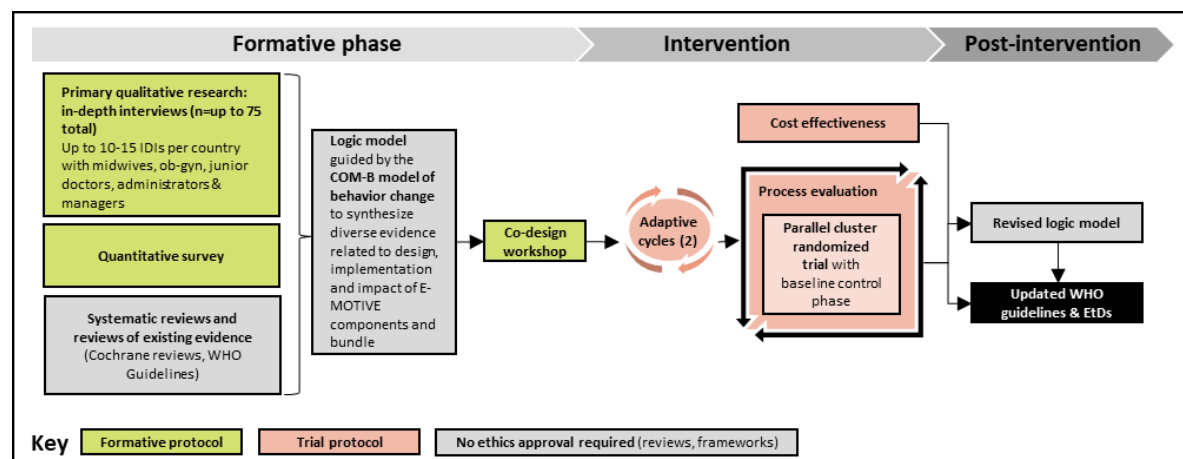 Formative phase
Intervention
Post-intervention
Primary qualitative research:
in-depth interviews (n=up to 75
total)
Up to 10-15 IDIs per country
with midwives, ob-gyn, junior
doctors, administrators &
managers
Quantitative survey
Systematic reviews and
reviews of existing evidence
(Cochrane reviews, WHO
Guidelines)
Logic model
guided by the
COM-B model of
behavior change
to synthesize
diverse evidence
related to design,
implementation
and impact of E-
MOTIVE
components and
bundle
Co-design
workshop
Adaptive
cycles (2)
Cost effectiveness
Process evaluation
Parallel cluster
randomized
trial with
baseline control
phase
Revised logic model
Updated WHO
guidelines & EtDs
Key
Formative protocol
Trial protocol
No ethics approval required (reviews, frameworks)